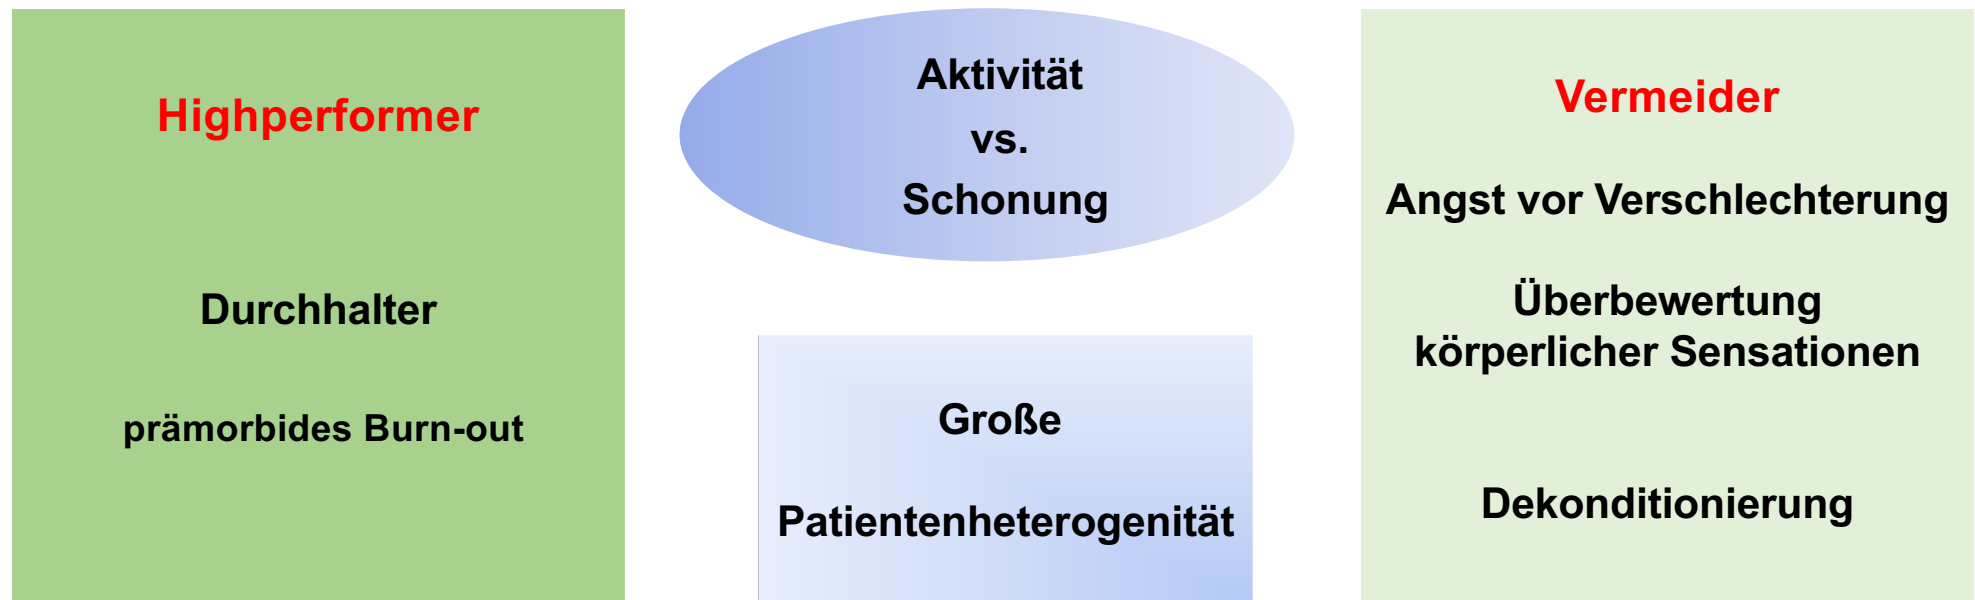 Highperformer
Durchhalter
prämorbides Burn-out
Aktivität
vs.
Schonung
Große
Patientenheterogenität
Vermeider
Angst vor Verschlechterung
Überbewertung
körperlicher Sensationen
Dekonditionierung